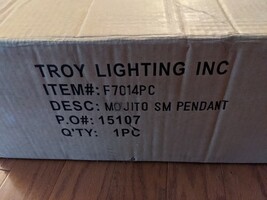 TROY LIGHTING INC
ITEM#: F7014PC
DESC: MOJITO SM PENDANT
P.O#: 15107
Q'TY: 1PC